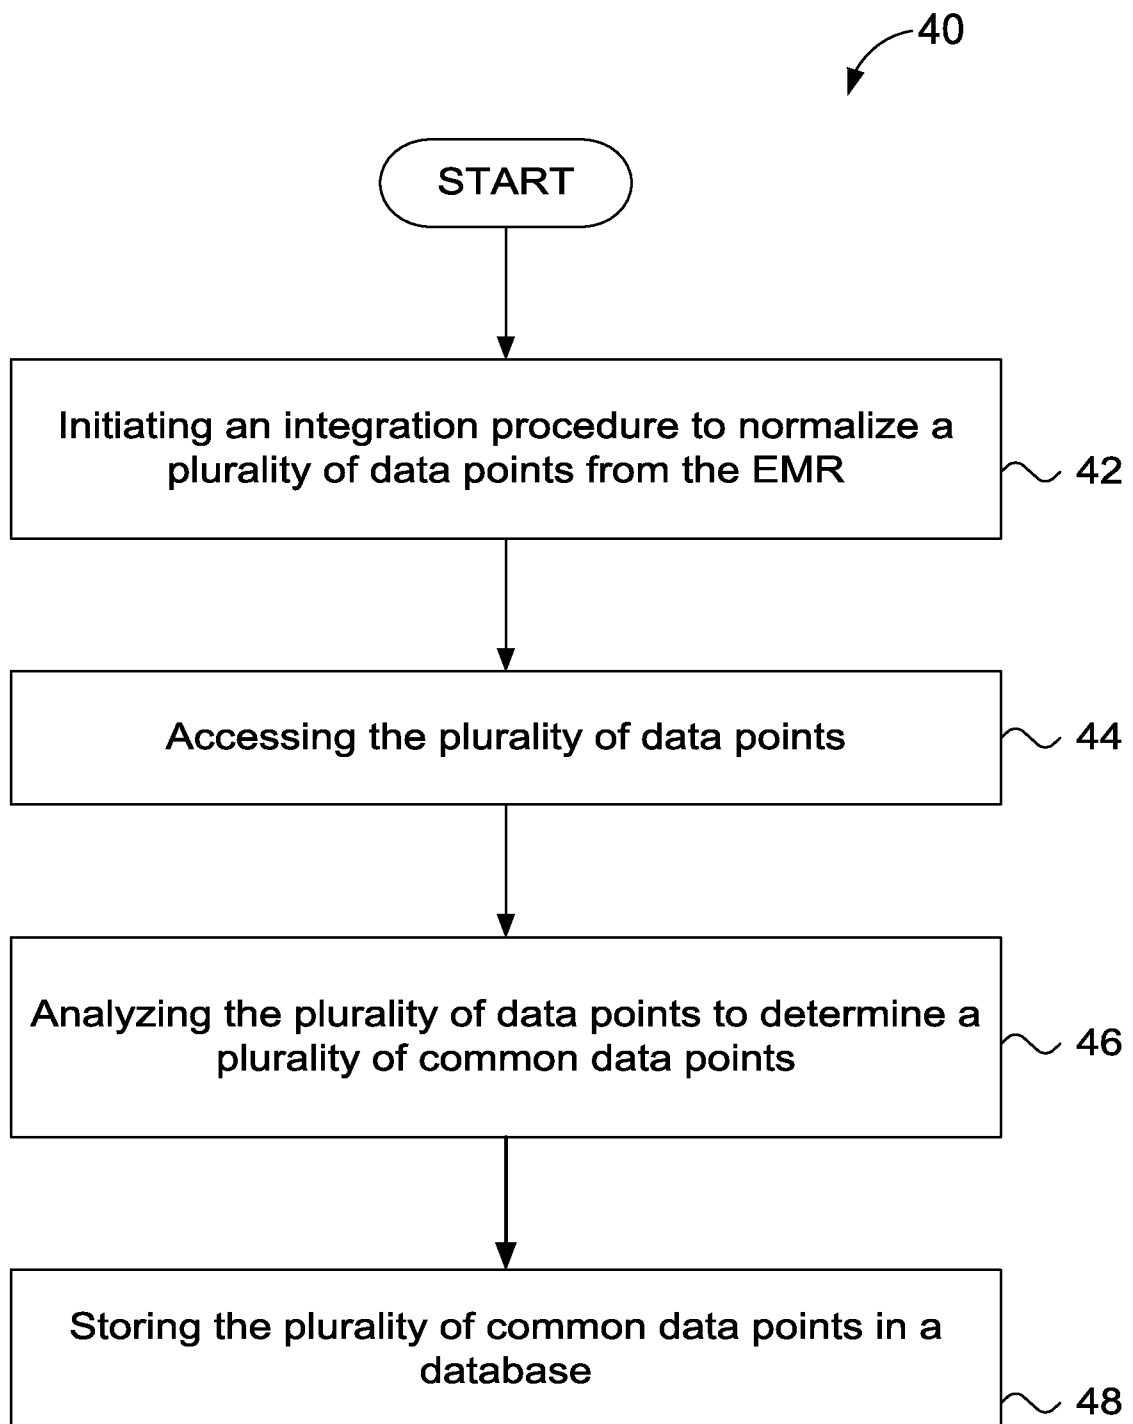 40
START
Initiating an integration procedure to normalize a
plurality of data points from the EMR
42
Accessing the plurality of data points
44
Analyzing the plurality of data points to determine a
plurality of common data points
46
Storing the plurality of common data points in a
database
48